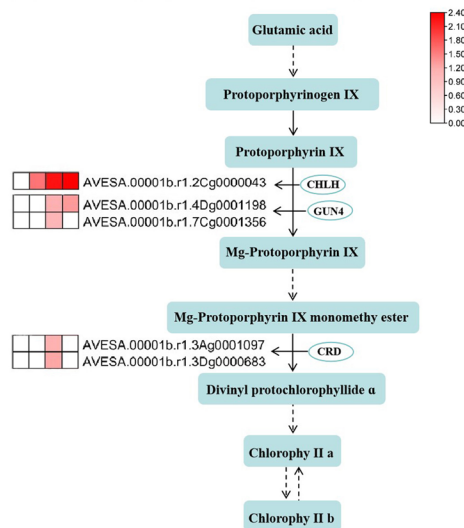 Glutamic acid
2.40
2.10
1.80
1.50
1.20
0.90
0.60
0.30
0.00
Protoporphyrinogen IX
Protoporphyrin IX
AVESA.00001b.r1.2Cg0000043
CHLH
AVESA.00001b.r1.4Dg0001198
GUN4
AVESA.00001b.r1.7Cg0001356
Mg-Protoporphyrin IX
Mg-Protoporphyrin IX monomethy ester
AVESA.00001b.r1.3Ag0001097
CRD
AVESA.00001b.r1.3Dg0000683
Divinyl protochlorophyllide α
Chlorophy II a
Chlorophy II b